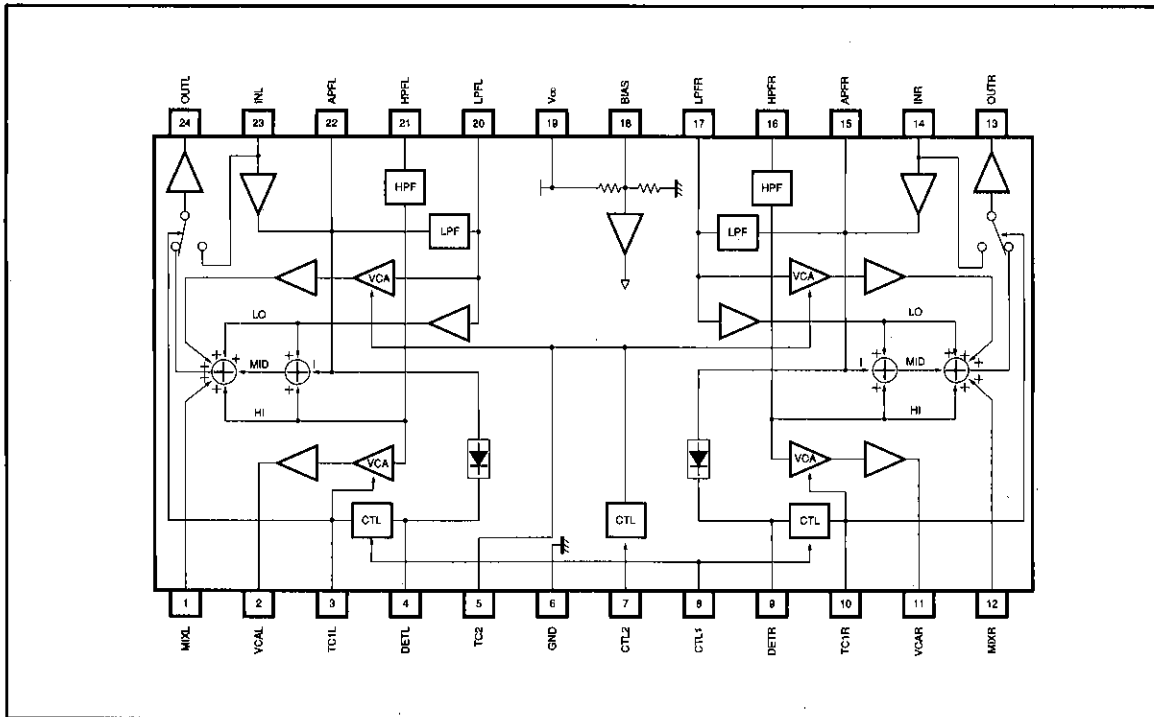 OUTL INL APFL HPFL LPFL Vcc BIAS LPFR HPFR APFR INR OUTR
24 23 22 21 20 19 18 17 16 15 14 13
HPF HPF
LPF LPF
VCA VCA
LO LO
+ + + + + + + +
MID I I MID
+ + + + + + + +
HI HI
VCA VCA
CTL CTL CTL
1 2 3 4 5 6 7 8 9 10 11 12
MIXL VCAL TC1L DETL TC2 GND CTL2 CTL1 DETR TC1R VCAR MIXR